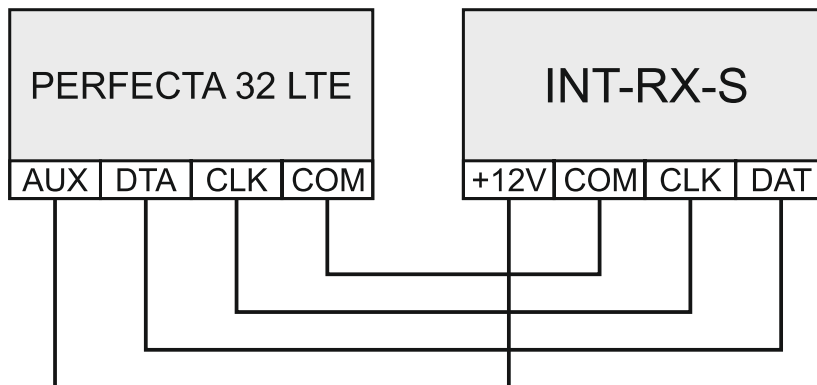 PERFECTA 32 LTE
AUX DTA CLK COM
INT-RX-S
+12V COM CLK DAT